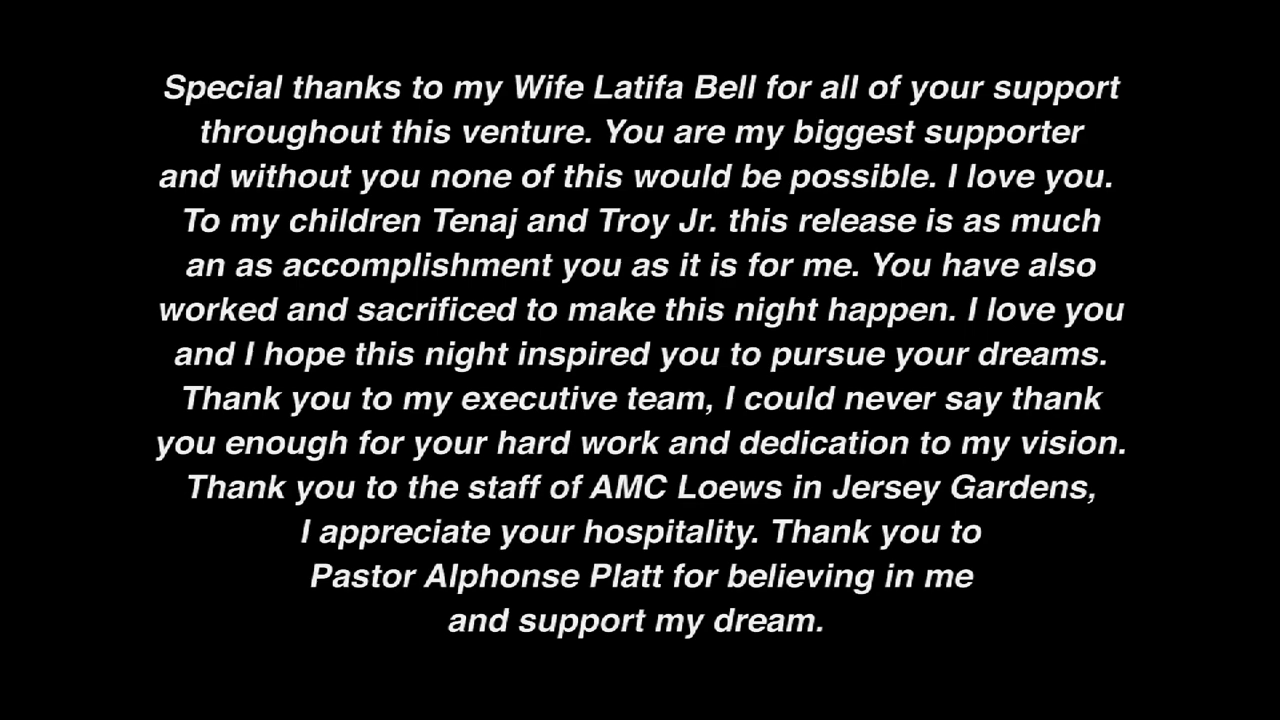 Special thanks to my Wife Latifa Bell for all of your support
throughout this venture. You are my biggest supporter
and without you none of this would be possible. I love you.
To my children Tenaj and Troy Jr. this release is as much
an as accomplishment you as it is for me. You have also
worked and sacrificed to make this night happen. I love you
and I hope this night inspired you to pursue your dreams.
Thank you to my executive team, I could never say thank
you enough for your hard work and dedication to my vision.
Thank you to the staff of AMC Loews in Jersey Gardens,
I appreciate your hospitality. Thank you to
Pastor Alphonse Platt for believing in me
and support my dream.